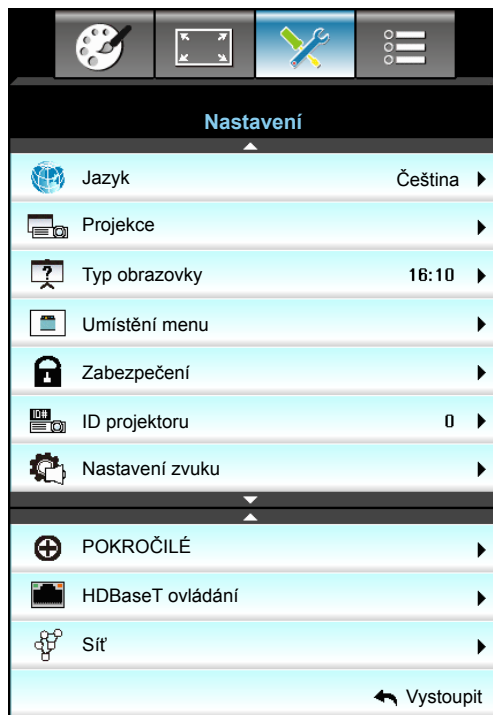 Nastavení
Jazyk Čeština
Projekce
? Typ obrazovky 16:10
Umístění menu
Zabezpečení
ID# ID projektoru 0
Nastavení zvuku
POKROČILÉ
HDBaseT ovládání
Síť
Vystoupit